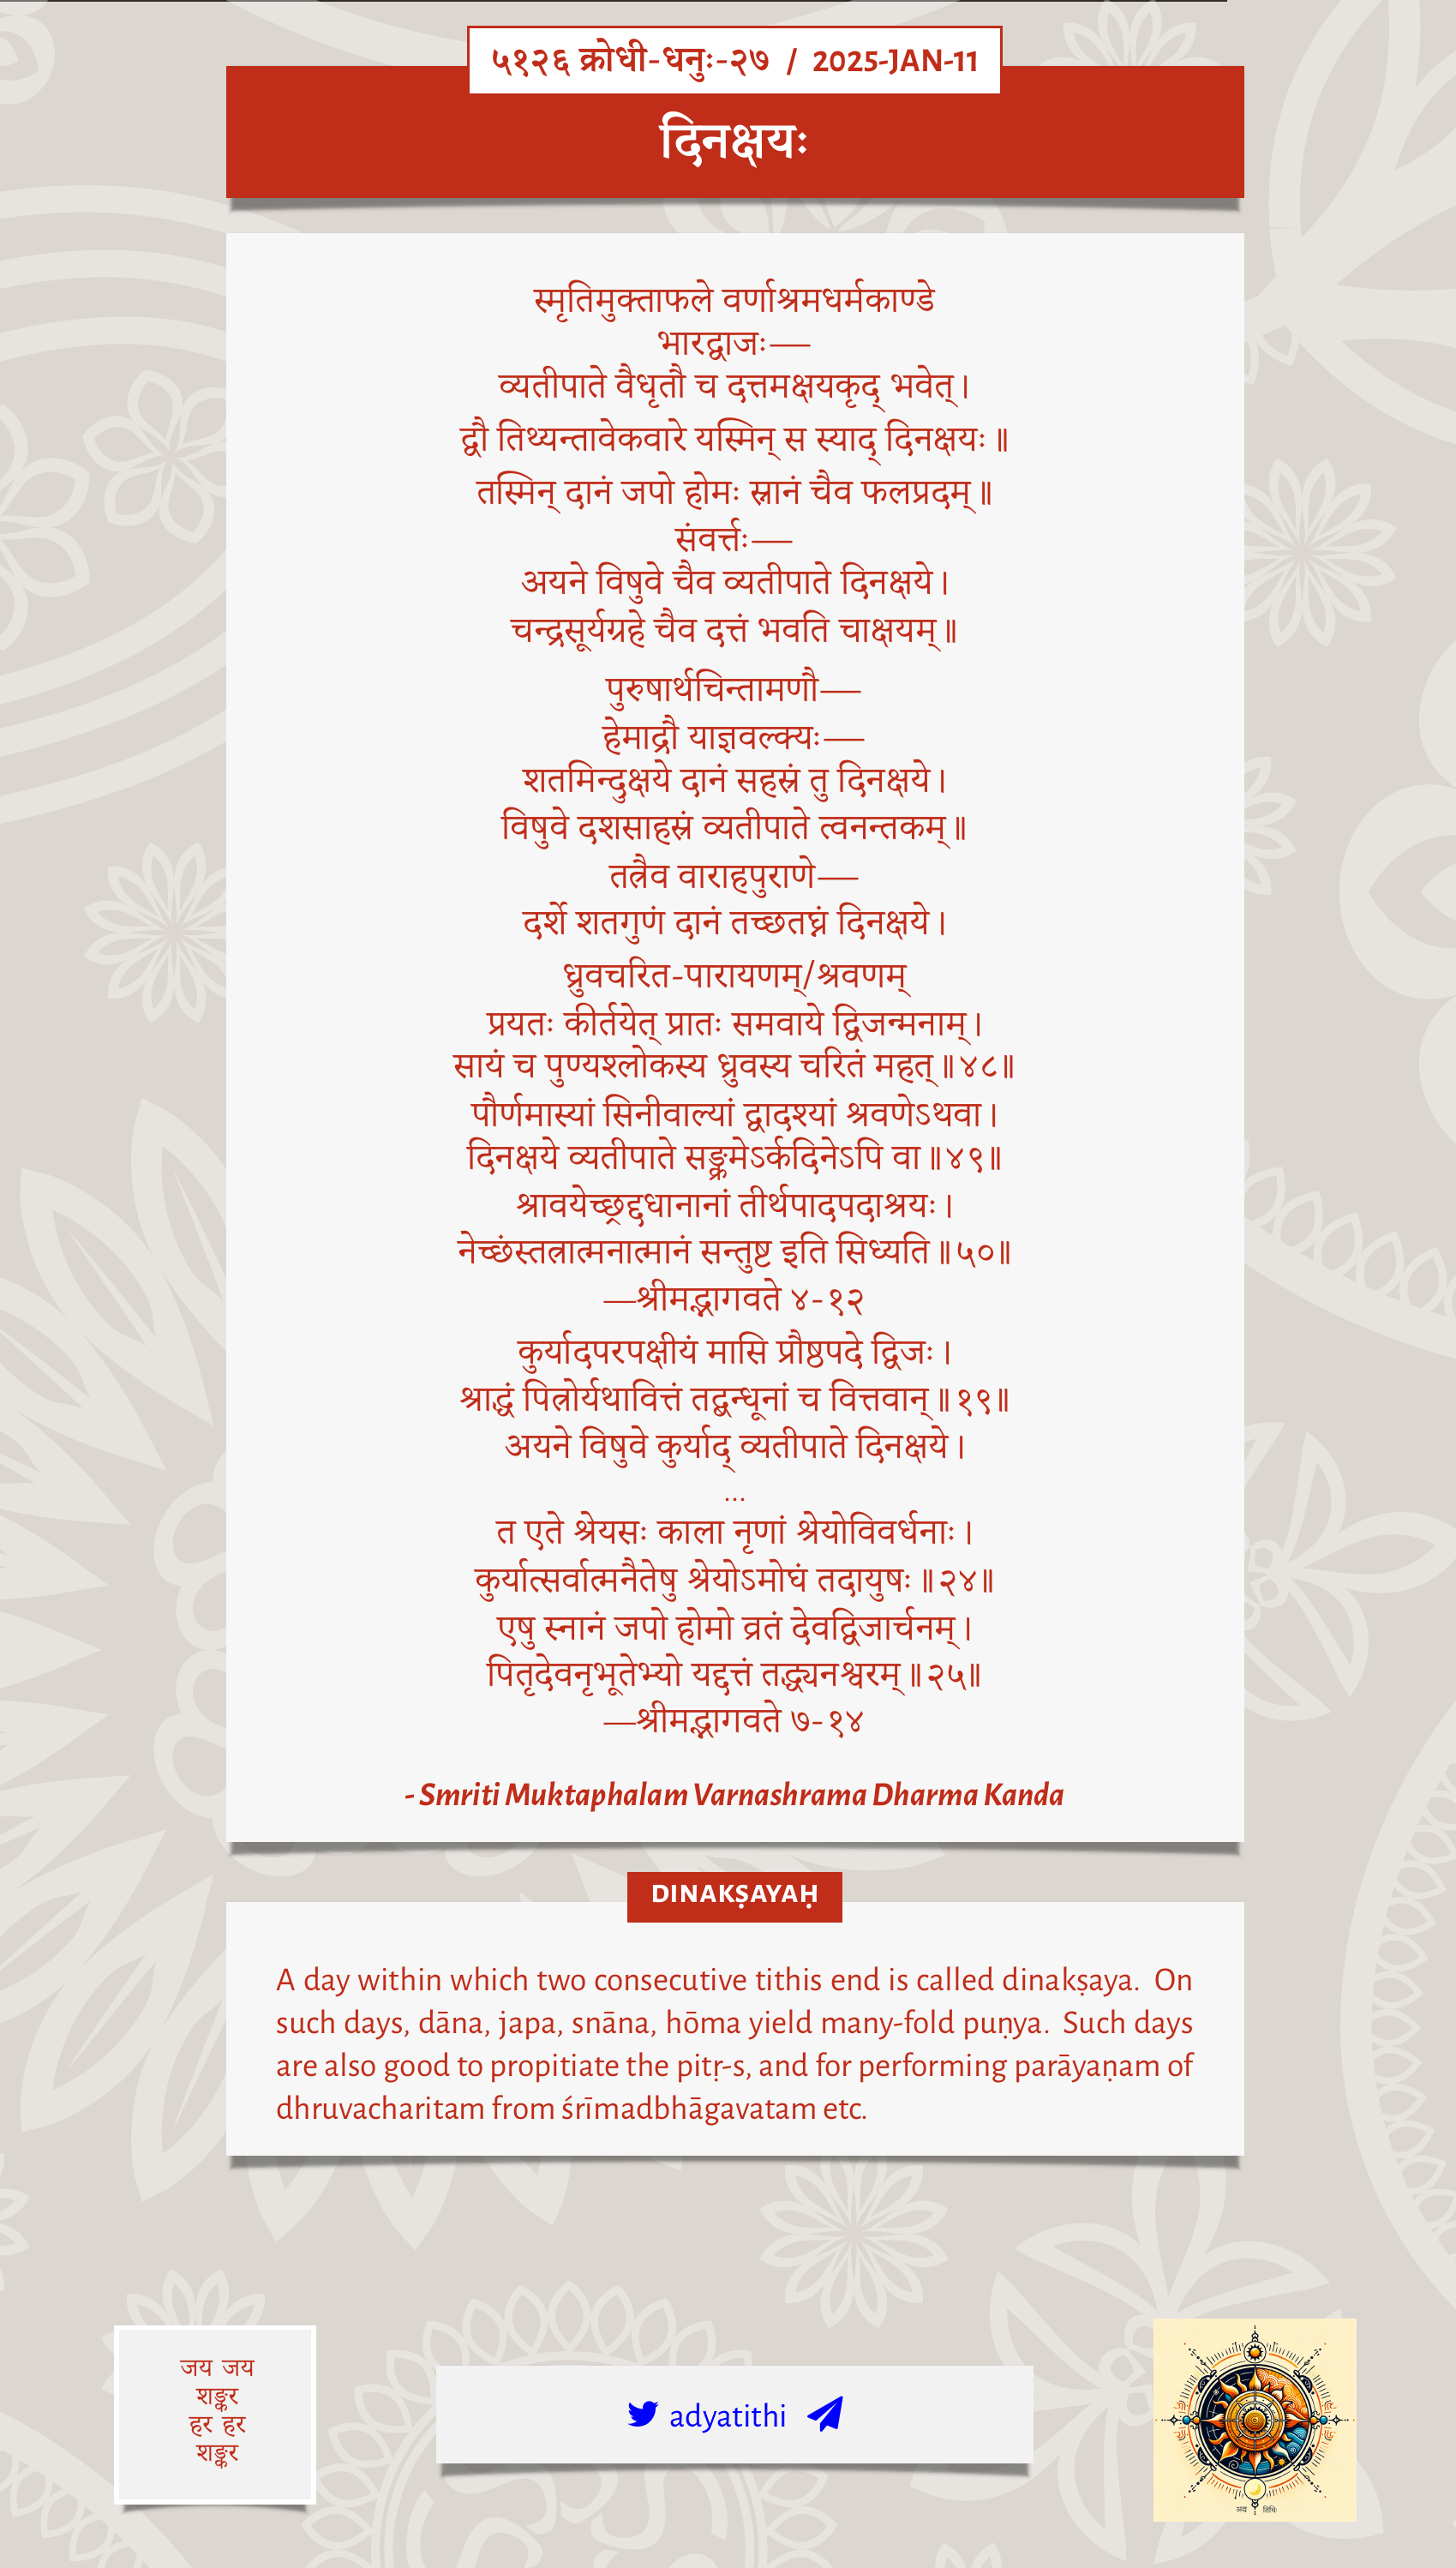 ५१२६ क्रोधी-धनुः-२७ / 2025-JAN-11
दिनक्षयः
स्मृतिमुक्ताफले वर्णाश्रमधर्मकाण्डे
भारद्वाजः—
व्यतीपाते वैधृतौ च दत्तमक्षयकृद् भवेत्।
द्वौ तिथ्यन्तावेकवारे यस्मिन् स स्याद् दिनक्षयः॥
तस्मिन् दानं जपो होमः स्नानं चैव फलप्रदम्॥
संवर्त्तः—
अयने विषुवे चैव व्यतीपाते दिनक्षये।
चन्द्रसूर्यग्रहे चैव दत्तं भवति चाक्षयम्॥
पुरुषार्थचिन्तामणौ—
हेमाद्रौ याज्ञवल्क्यः—
शतमिन्दुक्षये दानं सहस्रं तु दिनक्षये।
विषुवे दशसाहस्रं व्यतीपाते त्वनन्तकम्॥
तत्रैव वाराहपुराणे—
दर्शे शतगुणं दानं तच्छतघ्नं दिनक्षये।
ध्रुवचरित-पारायणम्/श्रवणम्
प्रयतः कीर्तयेत् प्रातः समवाये द्विजन्मनाम्।
सायं च पुण्यश्लोकस्य ध्रुवस्य चरितं महत्॥४८॥
पौर्णमास्यां सिनीवाल्यां द्वादश्यां श्रवणेऽथवा।
दिनक्षये व्यतीपाते सङ्क्रमेऽर्कदिनेऽपि वा॥४९॥
श्रावयेच्छ्रद्दधानानां तीर्थपादपदाश्रयः।
नेच्छंस्तत्रात्मनात्मानं सन्तुष्ट इति सिध्यति॥५०॥
—श्रीमद्भागवते ४-१२
कुर्यादपरपक्षीयं मासि प्रौष्ठपदे द्विजः।
श्राद्धं पित्रोर्यथावित्तं तद्बन्धूनां च वित्तवान्॥१९॥
अयने विषुवे कुर्याद् व्यतीपाते दिनक्षये।
…
त एते श्रेयसः काला नृणां श्रेयोविवर्धनाः।
कुर्यात्सर्वात्मनैतेषु श्रेयोऽमोघं तदायुषः॥२४॥
एषु स्नानं जपो होमो व्रतं देवद्विजार्चनम्।
पितृदेवनृभूतेभ्यो यद्दत्तं तद्ध्यनश्वरम्॥२५॥
—श्रीमद्भागवते ७-१४
- Smriti Muktaphalam Varnashrama Dharma Kanda
DINAKṢAYAḤ
A day within which two consecutive tithis end is called dinakṣaya. On
such days, dāna, japa, snāna, hōma yield many-fold puṇya. Such days
are also good to propitiate the pitṛ-s, and for performing parāyaṇam of
dhruvacharitam from śrīmadbhāgavatam etc.
जय जय
शङ्कर
हर हर
शङ्कर
adyatithi
अद्य तिथिः